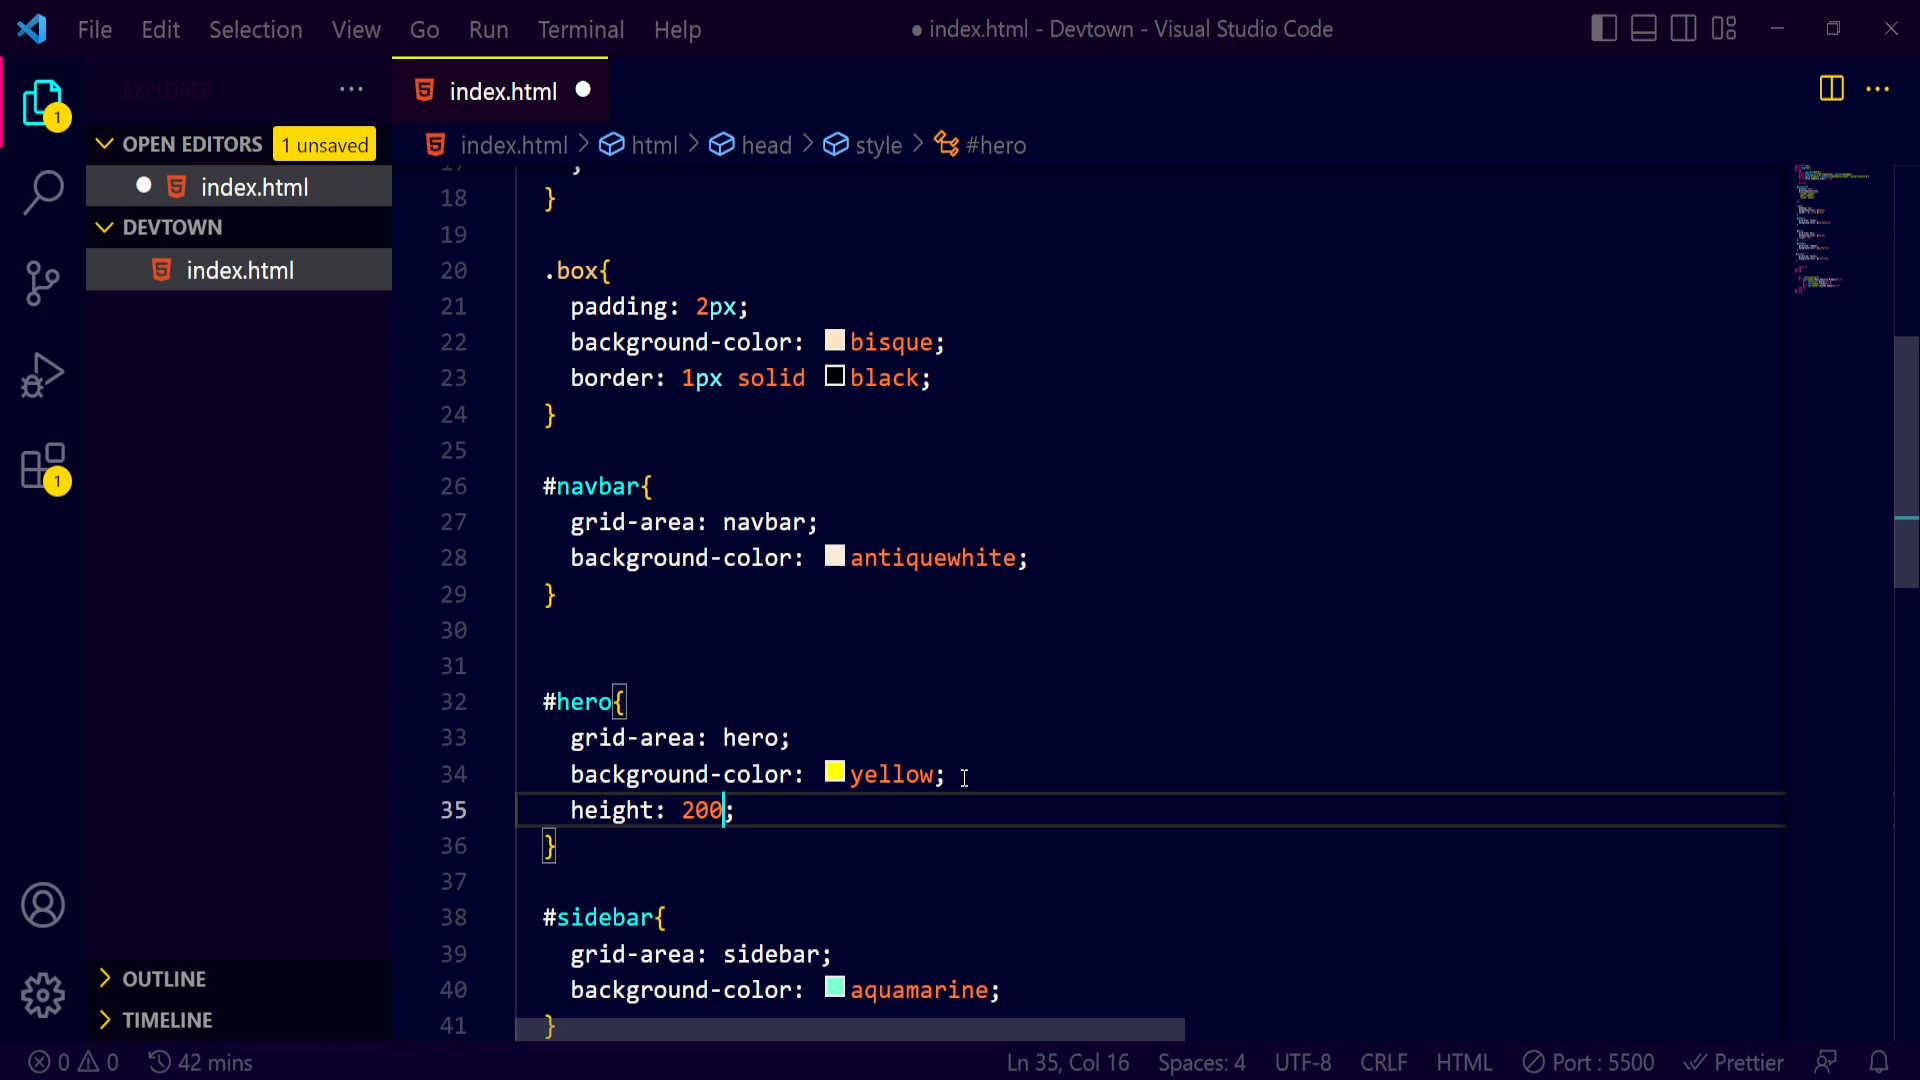 File Edit Selection View Go Run Terminal Help
● index.html - Devtown - Visual Studio Code
EXPLORER ···
1
OPEN EDITORS 1 unsaved
index.html
DEVTOWN
index.html
1
OUTLINE
TIMELINE
index.html ●
index.html > html > head > style > #hero
17 ;
18 }
19
20 .box{
21 padding: 2px;
22 background-color: bisque;
23 border: 1px solid black;
24 }
25
26 #navbar{
27 grid-area: navbar;
28 background-color: antiquewhite;
29 }
30
31
32 #hero{
33 grid-area: hero;
34 background-color: yellow;
35 height: 200;
36 }
37
38 #sidebar{
39 grid-area: sidebar;
40 background-color: aquamarine;
41 }
0 0 42 mins Ln 35, Col 16 Spaces: 4 UTF-8 CRLF HTML Port : 5500 Prettier